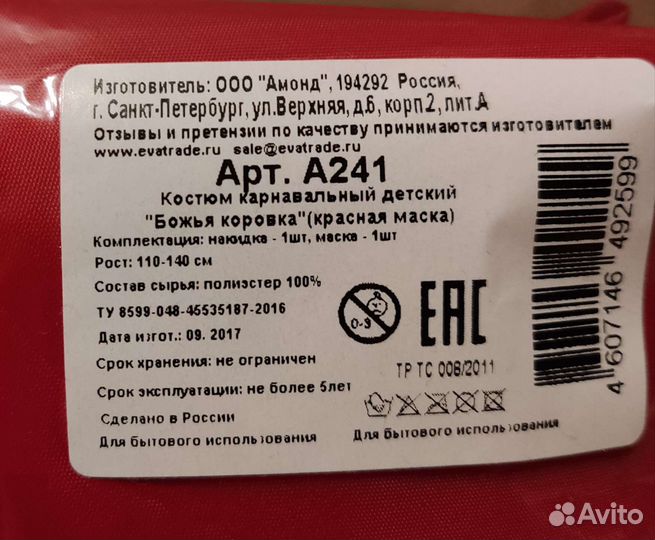 Изготовитель: ООО "Амонд", 194292 Россия,
г. Санкт-Петербург, ул.Верхняя, д.6, корп.2, лит.А
Отзывы и претензии по качеству принимаются изготовителем
www.evatrade.ru sale@evatrade.ru
Арт. А241
Костюм карнавальный детский
"Божья коровка"(красная маска)
Комплектация: накидка - 1шт, маска - 1шт
Рост: 110-140 см
Состав сырья: полиэстер 100%
ТУ 8599-048-45535187-2016
Дата изгот.: 09. 2017
Срок хранения: не ограничен
Срок эксплуатации: не более 5лет
Сделано в России
Для бытового использования
0-3
ЕАС
ТР ТС 008/2011
Для бытового использования
4 607146 492599
Avito